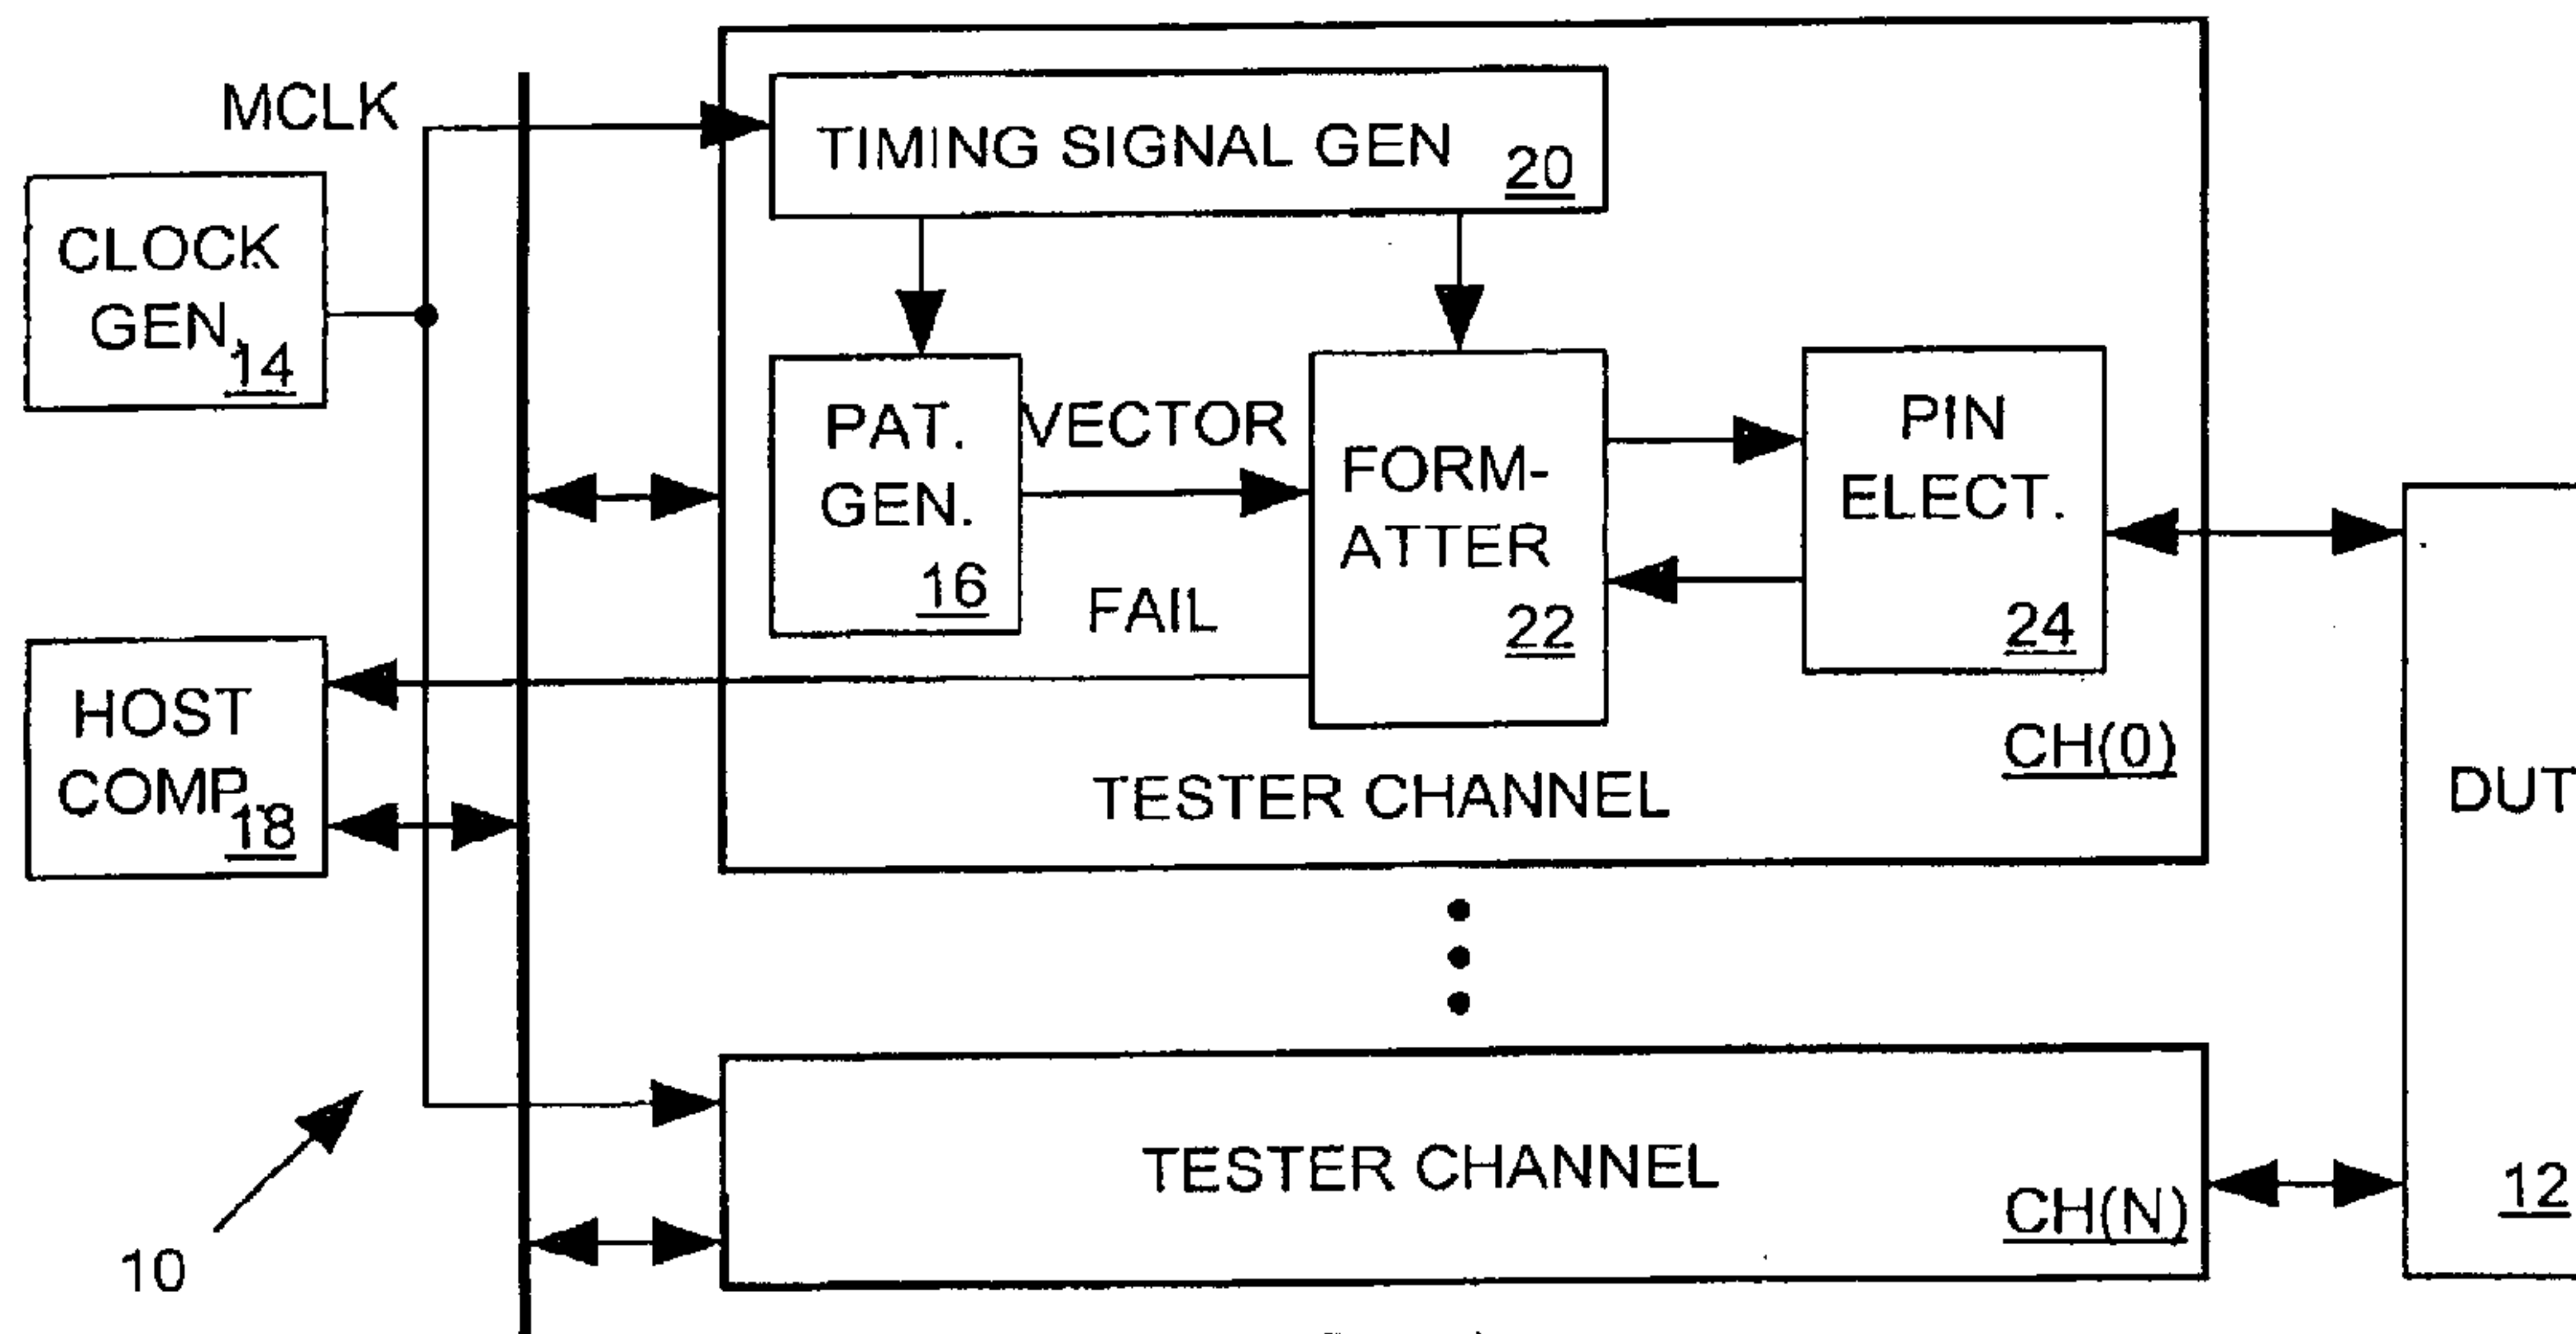 MCLK
TIMING SIGNAL GEN
20
CLOCK
GEN.
14
PAT.
GEN.
16
VECTOR
FORM-
ATTER
22
PIN
ELECT.
24
FAIL
HOST
COMP.
18
CH(0)
TESTER CHANNEL
DUT
12
TESTER CHANNEL
CH(N)
10